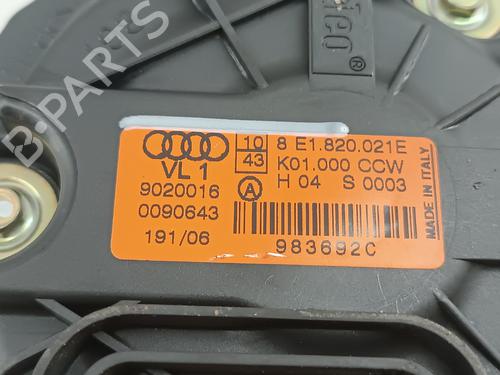 B-PARTS
®
10
43
8 E1.820.021E
VL 1
K01.000 CCW
9020016
A
H 04 S 0003
0090643
191/06
983692C
MADE IN ITALY